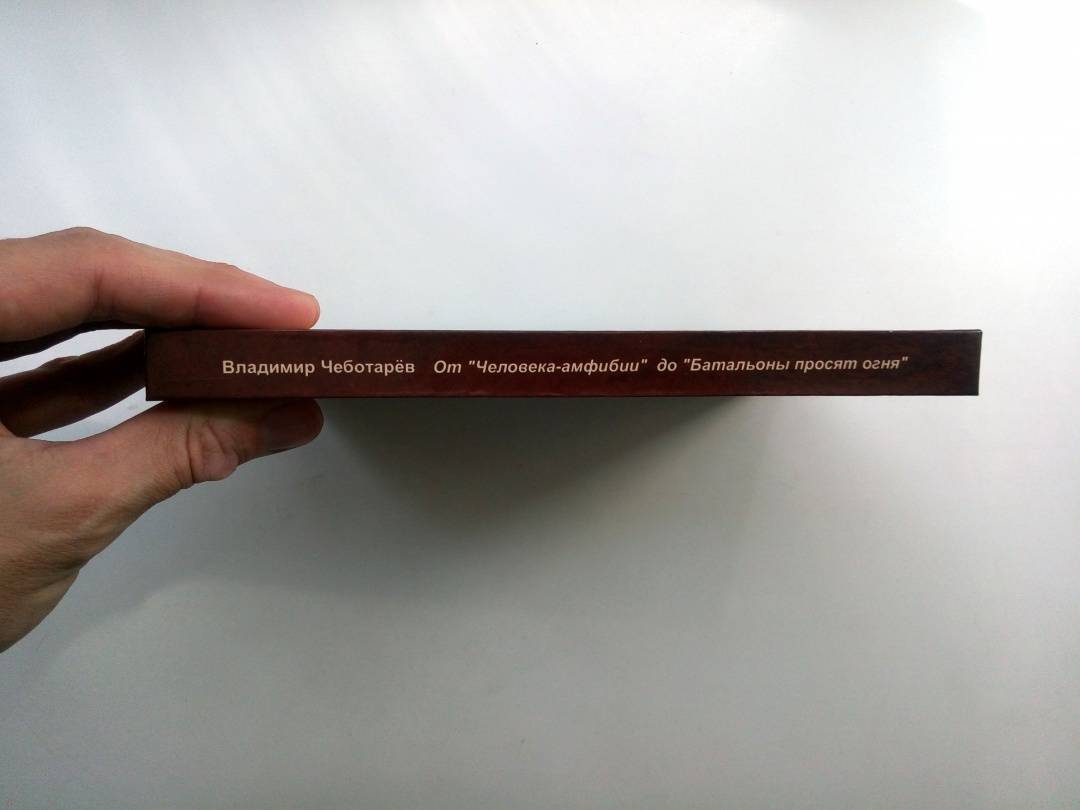 Владимир Чеботарёв От "Человека-амфибии" до "Батальоны просят огня"